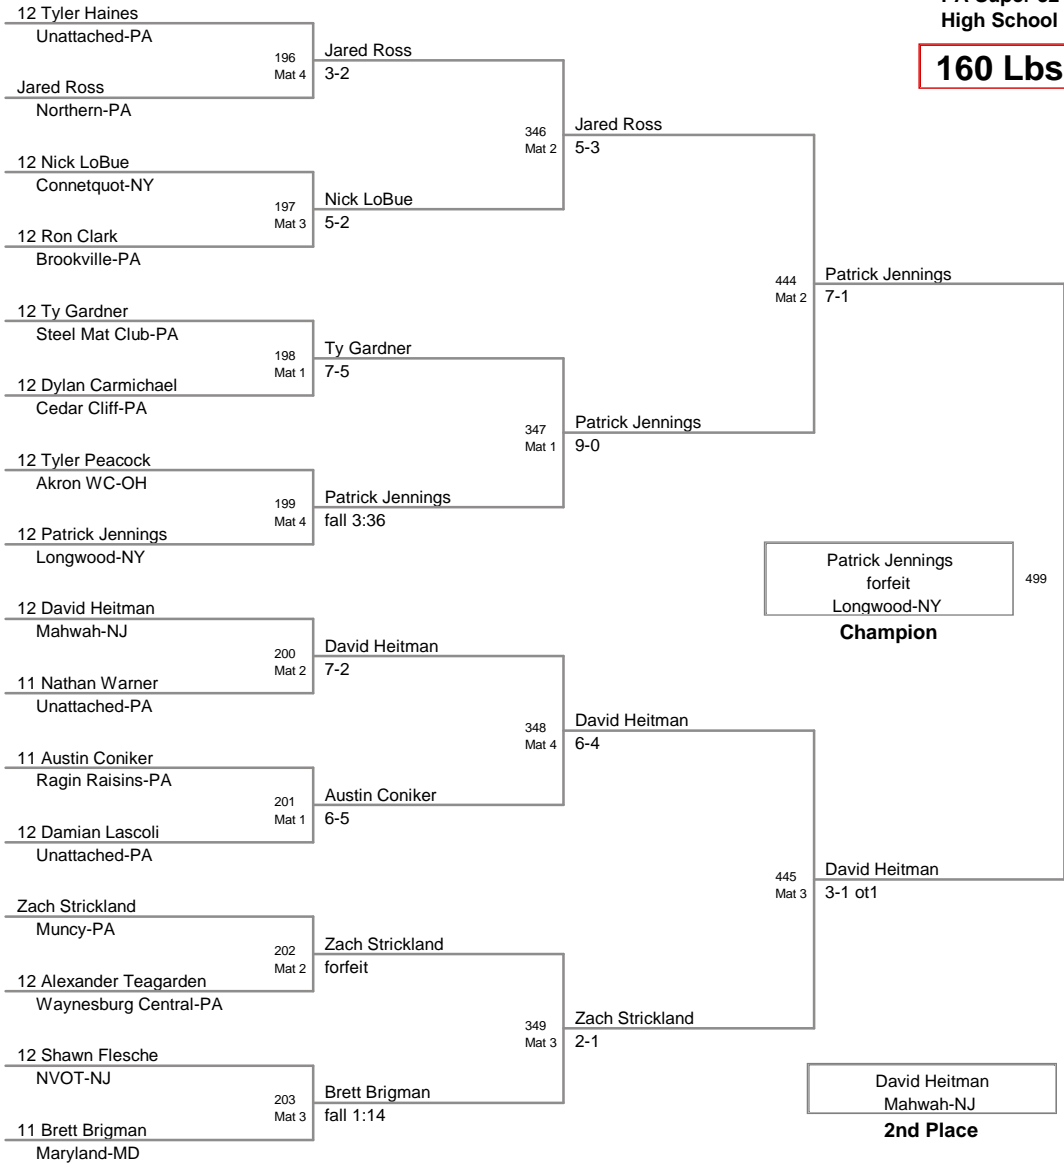 High School
160 Lbs
12 Tyler Haines
Unattached-PA
196
Mat 4
Jared Ross
3-2
Jared Ross
Northern-PA
346
Mat 2
Jared Ross
5-3
12 Nick LoBue
Connetquot-NY
197
Mat 3
Nick LoBue
5-2
12 Ron Clark
Brookville-PA
444
Mat 2
Patrick Jennings
7-1
12 Ty Gardner
Steel Mat Club-PA
198
Mat 1
Ty Gardner
7-5
12 Dylan Carmichael
Cedar Cliff-PA
347
Mat 1
Patrick Jennings
9-0
12 Tyler Peacock
Akron WC-OH
199
Mat 4
Patrick Jennings
fall 3:36
12 Patrick Jennings
Longwood-NY
Patrick Jennings
forfeit
Longwood-NY
499
Champion
12 David Heitman
Mahwah-NJ
200
Mat 2
David Heitman
7-2
11 Nathan Warner
Unattached-PA
348
Mat 4
David Heitman
6-4
11 Austin Coniker
Ragin Raisins-PA
201
Mat 1
Austin Coniker
6-5
12 Damian Lascoli
Unattached-PA
445
Mat 3
David Heitman
3-1 ot1
Zach Strickland
Muncy-PA
202
Mat 2
Zach Strickland
forfeit
12 Alexander Teagarden
Waynesburg Central-PA
349
Mat 3
Zach Strickland
2-1
12 Shawn Flesche
NVOT-NJ
203
Mat 3
Brett Brigman
fall 1:14
11 Brett Brigman
Maryland-MD
David Heitman
Mahwah-NJ
2nd Place